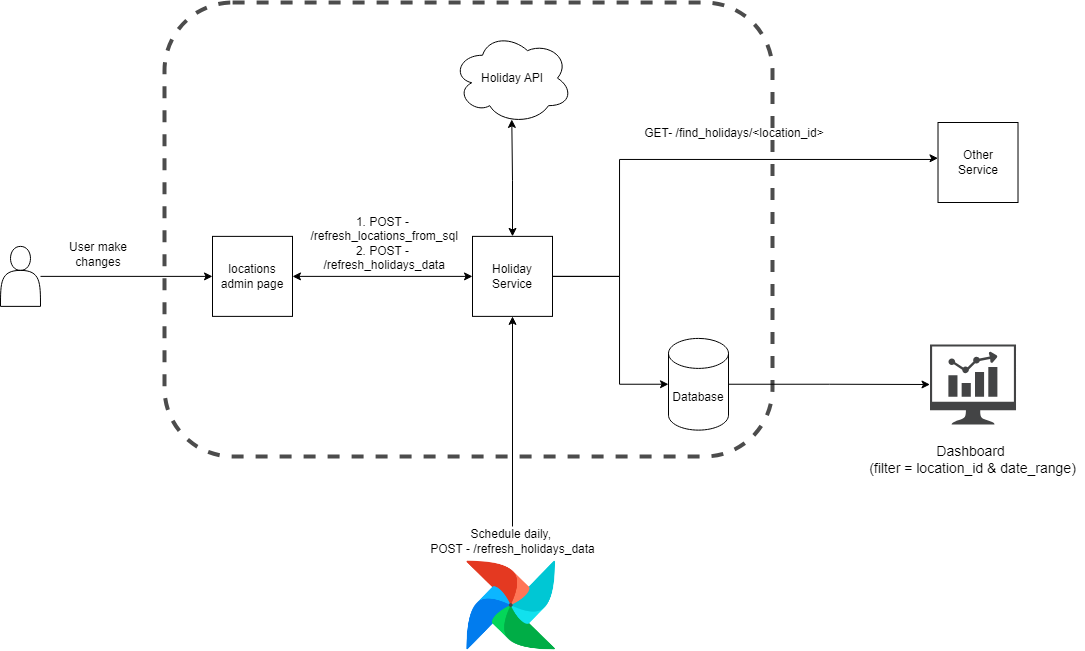 Holiday API
GET- /find_holidays/<location_id>
Other
Service
1. POST -
/refresh_locations_from_sql
2. POST -
/refresh_holidays_data
User make
changes
locations
admin page
Holiday
Service
Database
Dashboard
(filter = location_id & date_range)
Schedule daily,
POST - /refresh_holidays_data